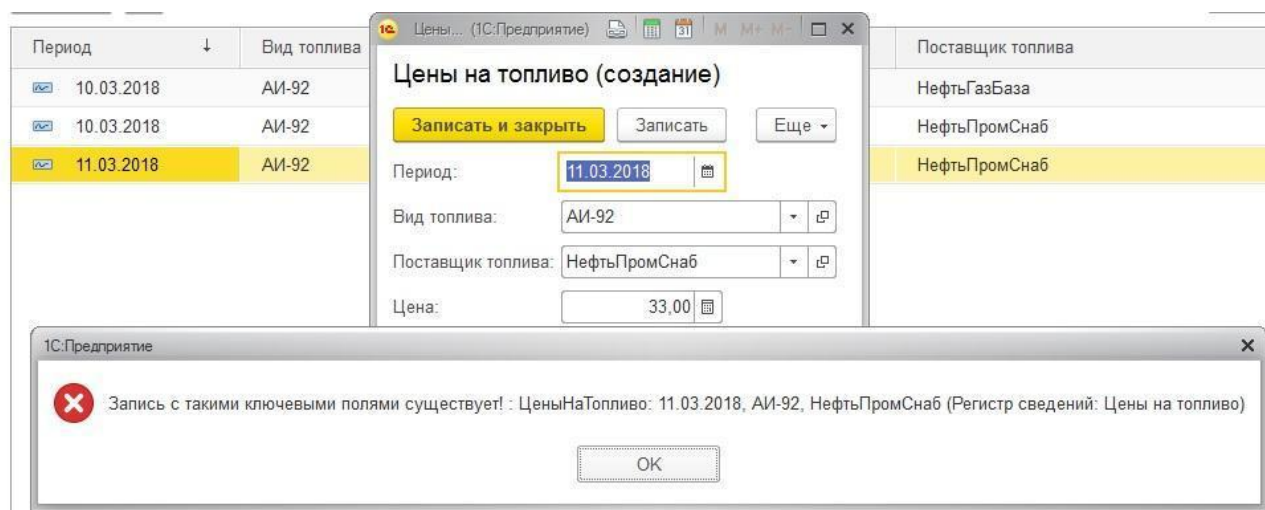 Цены... (1С:Предприятие) 31 M M+ M-
Период ↓ Вид топлива Поставщик топлива
Цены на топливо (создание)
10.03.2018 АИ-92 НефтьГазБаза
Записать и закрыть Записать Еще
10.03.2018 АИ-92 НефтьПромСнаб
11.03.2018 АИ-92 НефтьПромСнаб
Период: 11.03.2018
Вид топлива: АИ-92
Поставщик топлива: НефтьПромСнаб
Цена: 33,00
1С:Предприятие
Запись с такими ключевыми полями существует! : ЦеныНаТопливо: 11.03.2018, АИ-92, НефтьПромСнаб (Регистр сведений: Цены на топливо)
OK